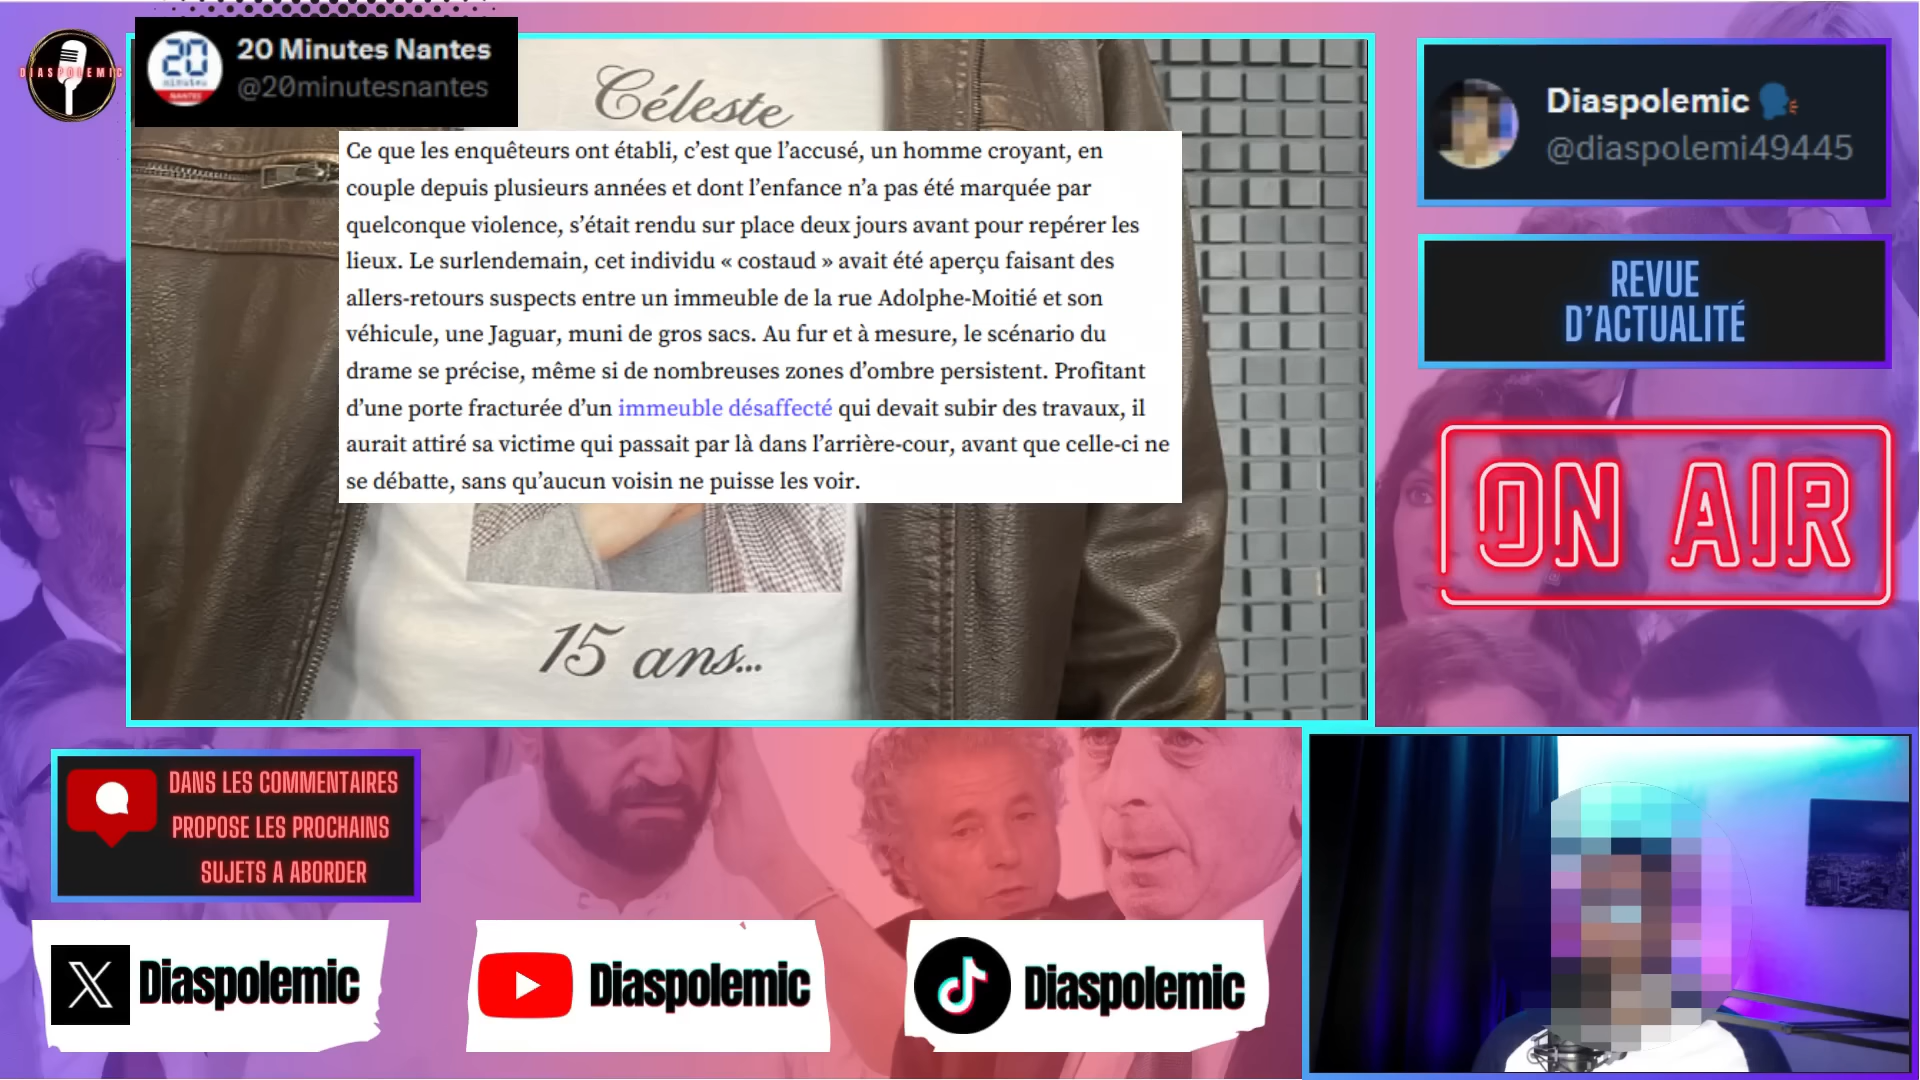 DIASPOLEMIC
20 Minutes Nantes
@20minutesnantes
20
minutes
NANTES
Céleste
Ce que les enquêteurs ont établi, c’est que l’accusé, un homme croyant, en
couple depuis plusieurs années et dont l’enfance n’a pas été marquée par
quelconque violence, s’était rendu sur place deux jours avant pour repérer les
lieux. Le surlendemain, cet individu « costaud » avait été aperçu faisant des
allers-retours suspects entre un immeuble de la rue Adolphe-Moitié et son
véhicule, une Jaguar, muni de gros sacs. Au fur et à mesure, le scénario du
drame se précise, même si de nombreuses zones d’ombre persistent. Profitant
d’une porte fracturée d’un immeuble désaffecté qui devait subir des travaux, il
aurait attiré sa victime qui passait par là dans l’arrière-cour, avant que celle-ci ne
se débatte, sans qu’aucun voisin ne puisse les voir.
15 ans...
Diaspolemic
@diaspolemi49445
REVUE
D’ACTUALITÉ
ON AIR
DANS LES COMMENTAIRES
PROPOSE LES PROCHAINS
SUJETS A ABORDER
Diaspolemic
Diaspolemic
Diaspolemic